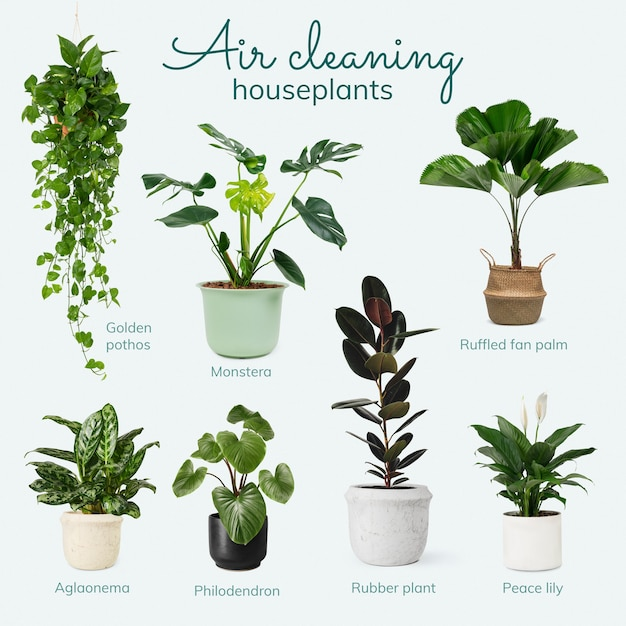 Air cleaning
houseplants
Golden
pothos
Monstera
Ruffled fan palm
Aglaonema
Philodendron
Rubber plant
Peace lily